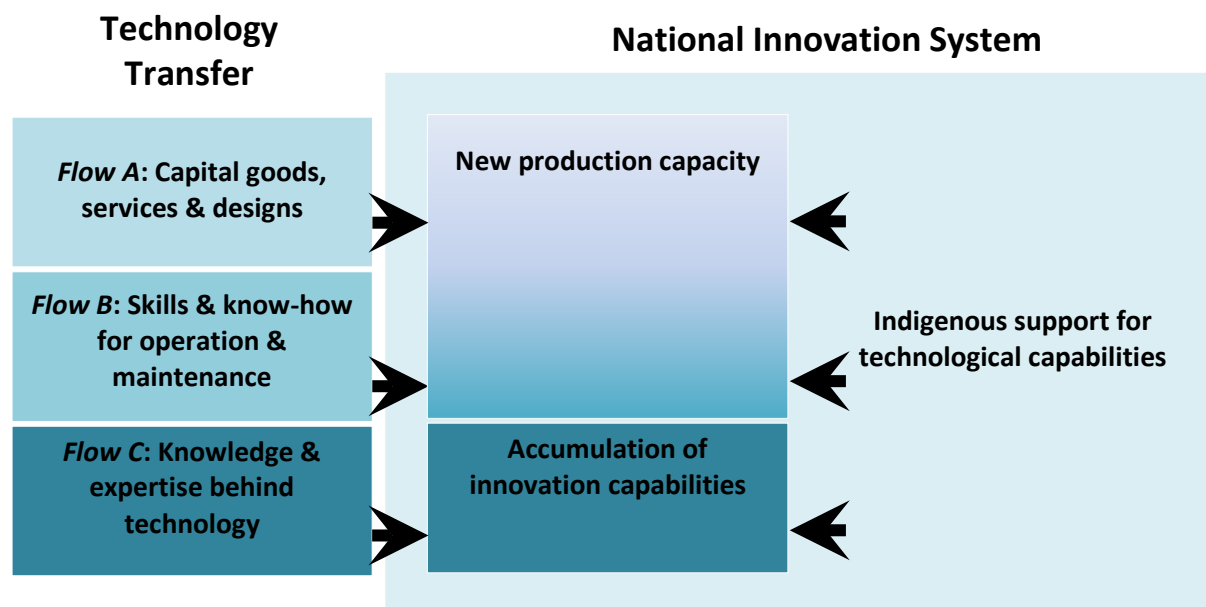 Technology
Transfer
National Innovation System
Flow A: Capital goods,
services & designs
New production capacity
Flow B: Skills & know-how
for operation &
maintenance
Indigenous support for
technological capabilities
Flow C: Knowledge &
expertise behind
technology
Accumulation of
innovation capabilities